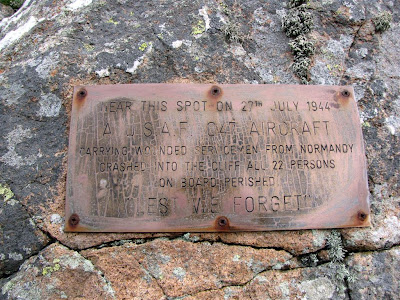 NEAR THIS SPOT ON 27TH JULY 1944
A U.S.A.F. C47 AIRCRAFT
CARRYING WOUNDED SERVICEMEN FROM NORMANDY
CRASHED INTO THE CLIFF ALL 22 PERSONS
ON BOARD PERISHED.
"LEST WE FORGET"